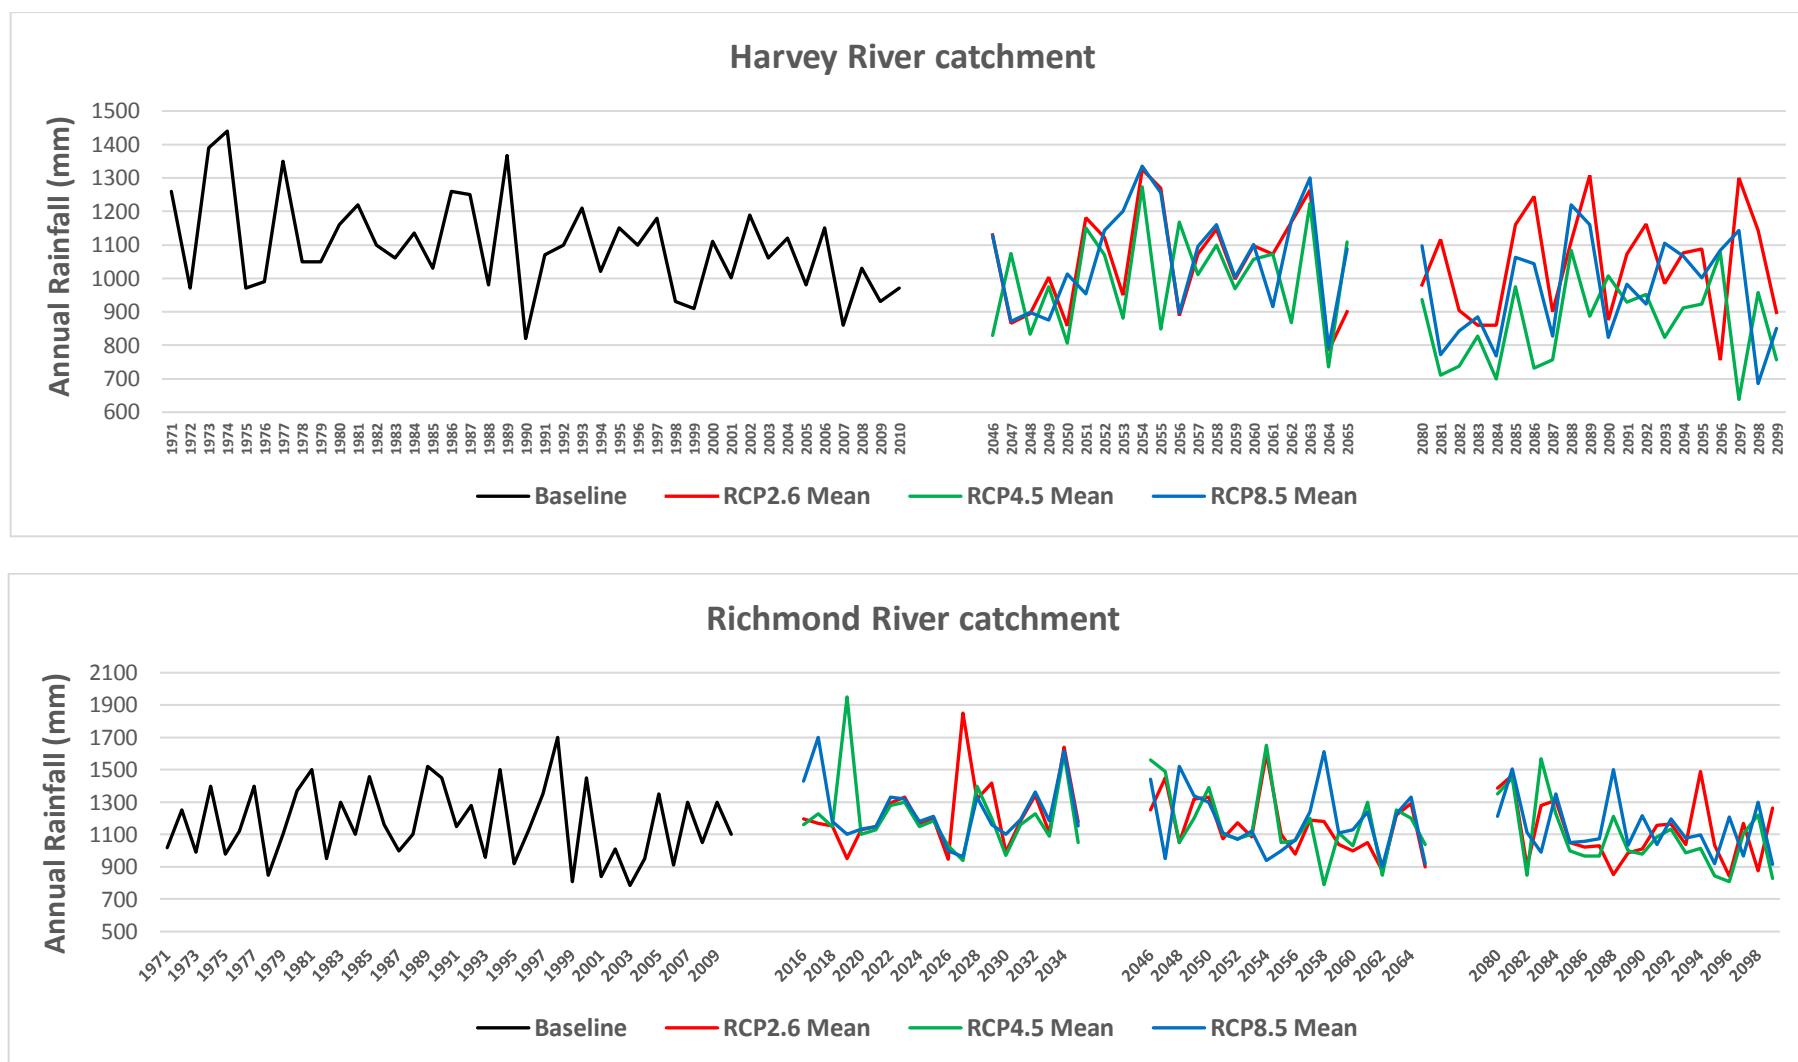 Harvey River catchment
Annual Rainfall (mm)
1500
1400
1300
1200
1100
1000
900
800
700
600
1971 1972 1973 1974 1975 1976 1977 1978 1979 1980 1981 1982 1983 1984 1985 1986 1987 1988 1989 1990 1991 1992 1993 1994 1995 1996 1997 1998 1999 2000 2001 2002 2003 2004 2005 2006 2007 2008 2009 2010 2046 2047 2048 2049 2050 2051 2052 2053 2054 2055 2056 2057 2058 2059 2060 2061 2062 2063 2064 2065 2080 2081 2082 2083 2084 2085 2086 2087 2088 2089 2090 2091 2092 2093 2094 2095 2096 2097 2098 2099
Baseline RCP2.6 Mean RCP4.5 Mean RCP8.5 Mean
Richmond River catchment
Annual Rainfall (mm)
2100
1900
1700
1500
1300
1100
900
700
500
1971 1973 1975 1977 1979 1981 1983 1985 1987 1989 1991 1993 1995 1997 1999 2001 2003 2005 2007 2009 2016 2018 2020 2022 2024 2026 2028 2030 2032 2034 2046 2048 2050 2052 2054 2056 2058 2060 2062 2064 2080 2082 2084 2086 2088 2090 2092 2094 2096 2098
Baseline RCP2.6 Mean RCP4.5 Mean RCP8.5 Mean